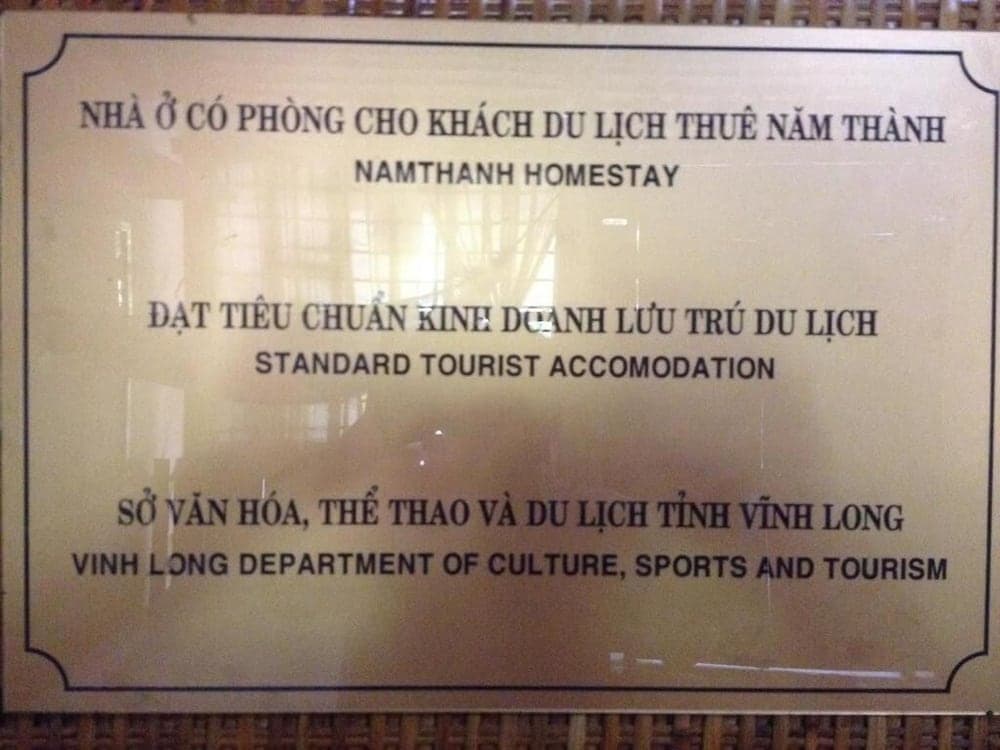 NHÀ Ở CÓ PHÒNG CHO KHÁCH DU LỊCH THUÊ NĂM THÀNH
NAMTHANH HOMESTAY
ĐẠT TIÊU CHUẨN KINH DOANH LƯU TRÚ DU LỊCH
STANDARD TOURIST ACCOMODATION
SỞ VĂN HÓA, THỂ THAO VÀ DU LỊCH TỈNH VĨNH LONG
VINH LONG DEPARTMENT OF CULTURE, SPORTS AND TOURISM